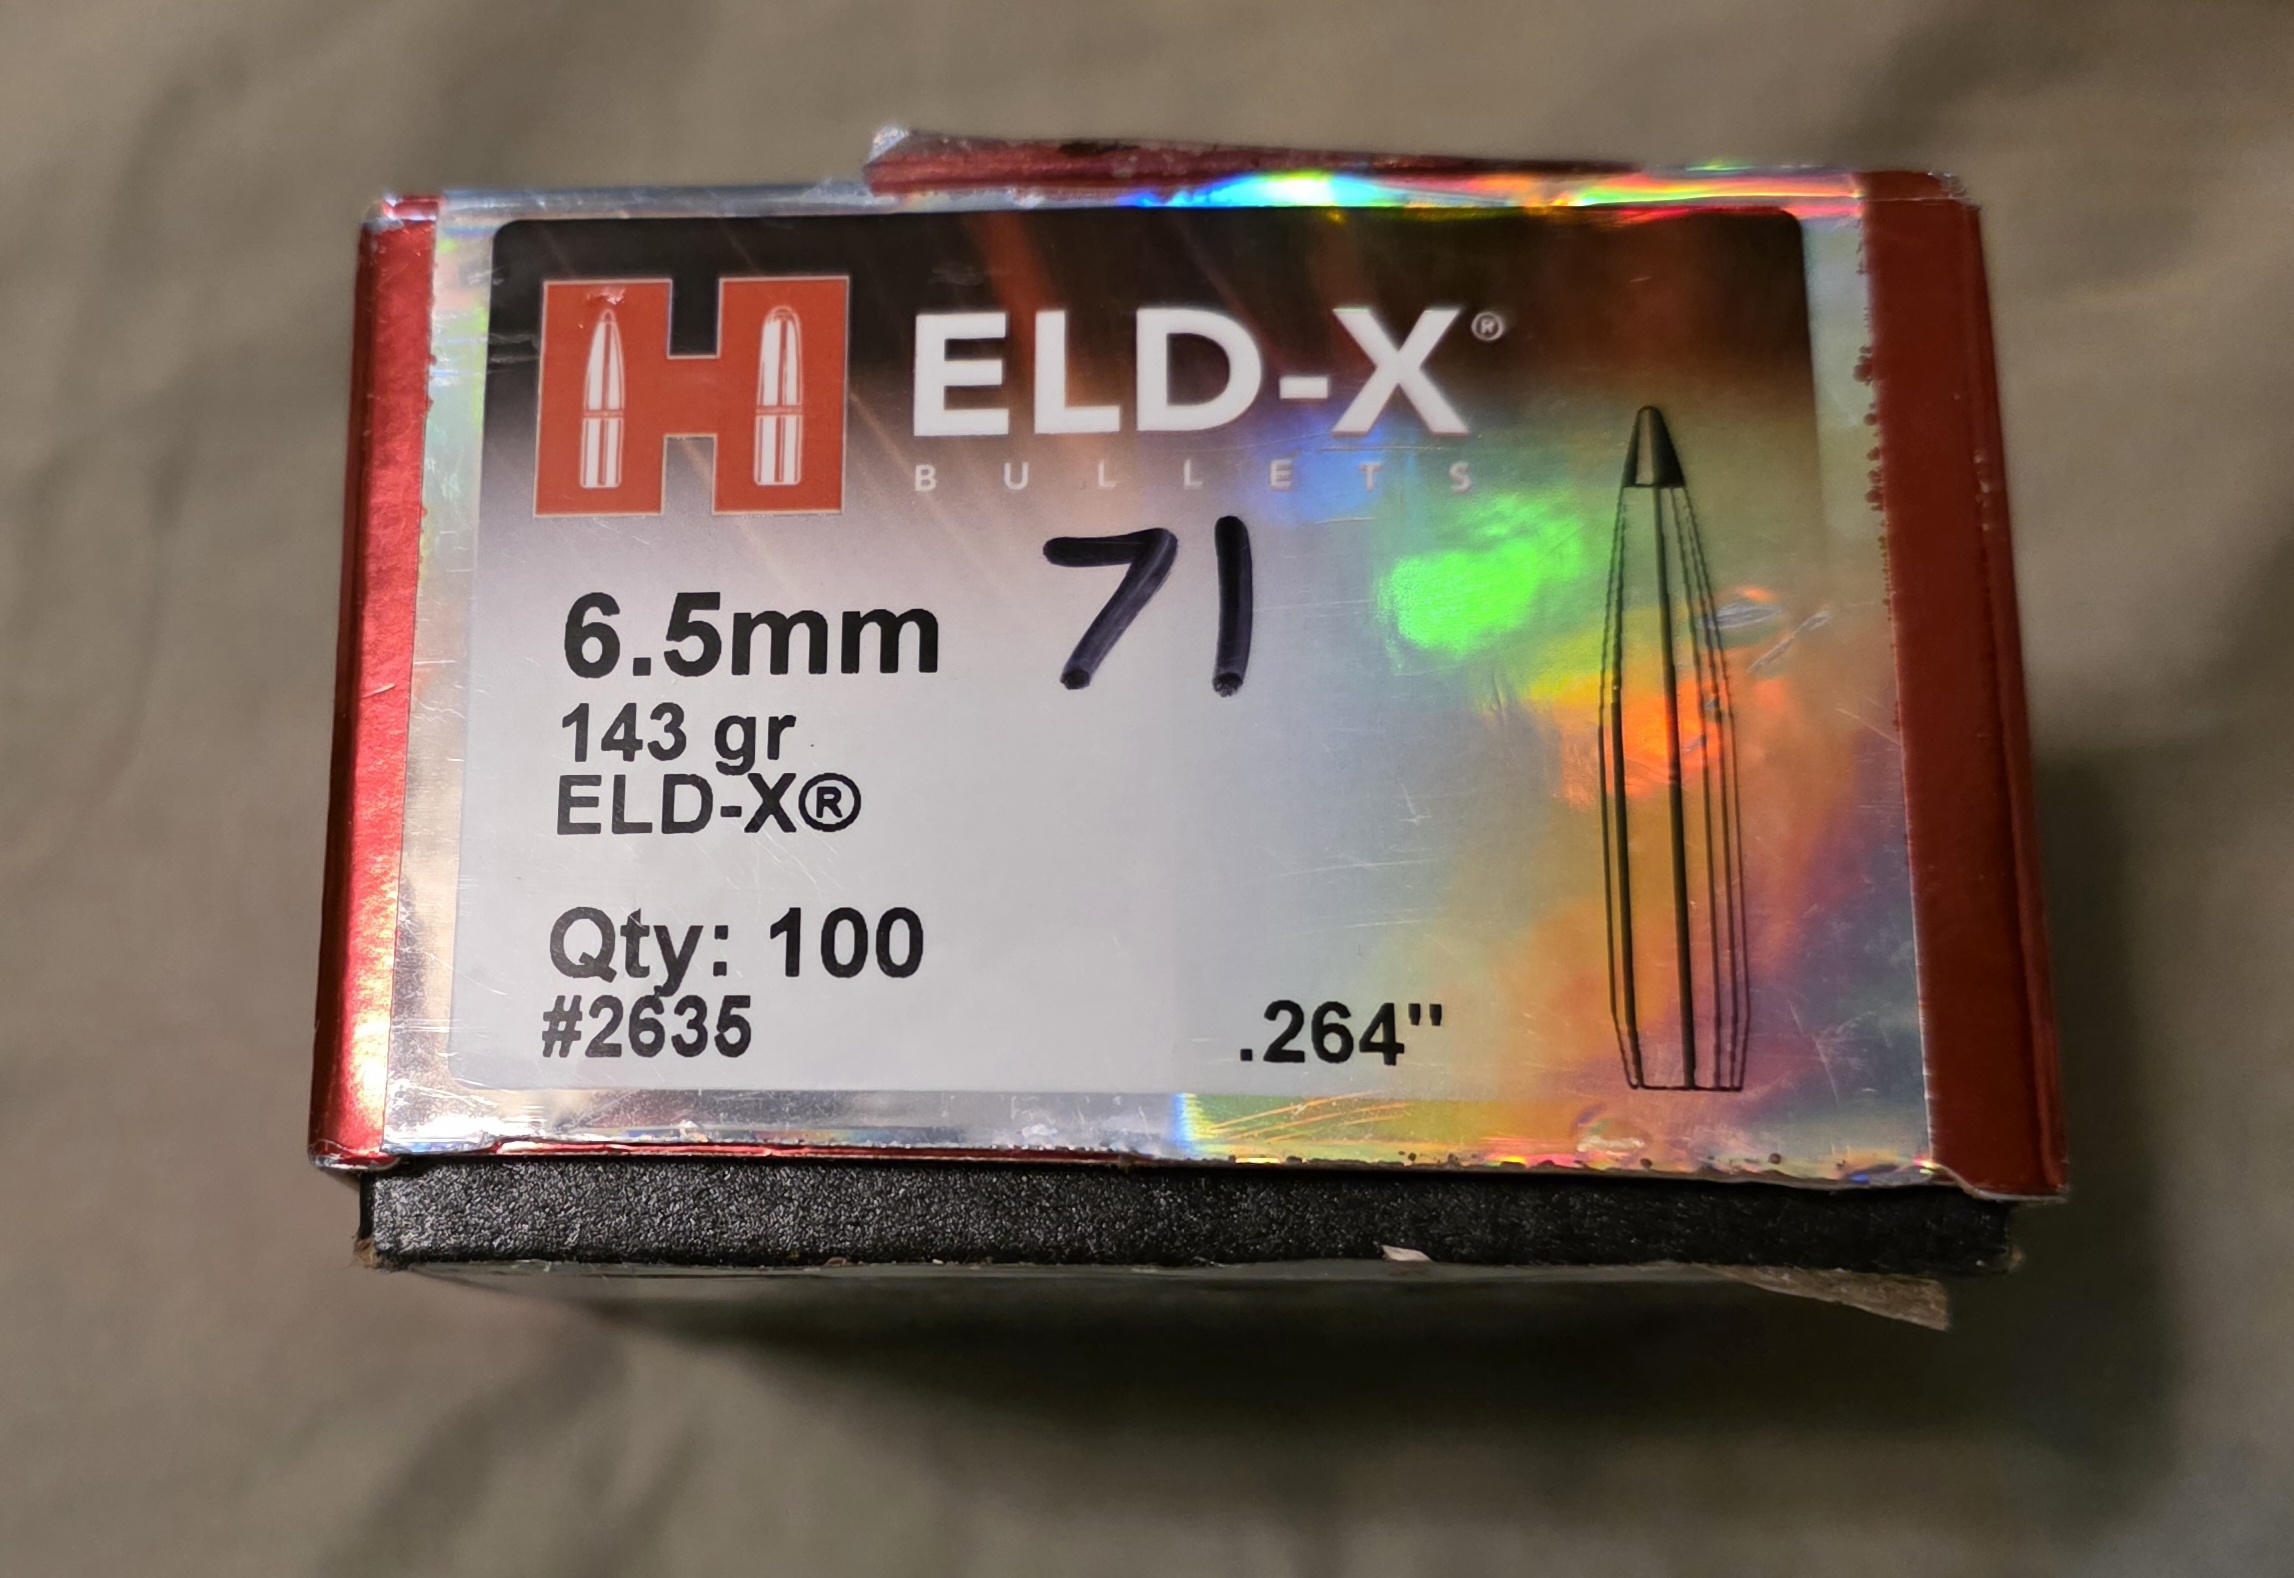 H ELD-X®
BULLETS
71
6.5mm
143 gr
ELD-X®
Qty: 100
#2635
.264"